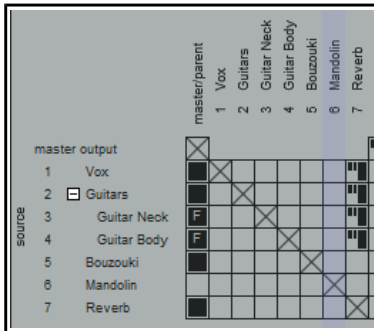 master/parent
1 Vox
2 Guitars
3 Guitar Neck
4 Guitar Body
5 Bouzouki
6 Mandolin
7 Reverb
source
master output
1 Vox
2 Guitars
3 Guitar Neck F
4 Guitar Body F
5 Bouzouki
6 Mandolin
7 Reverb